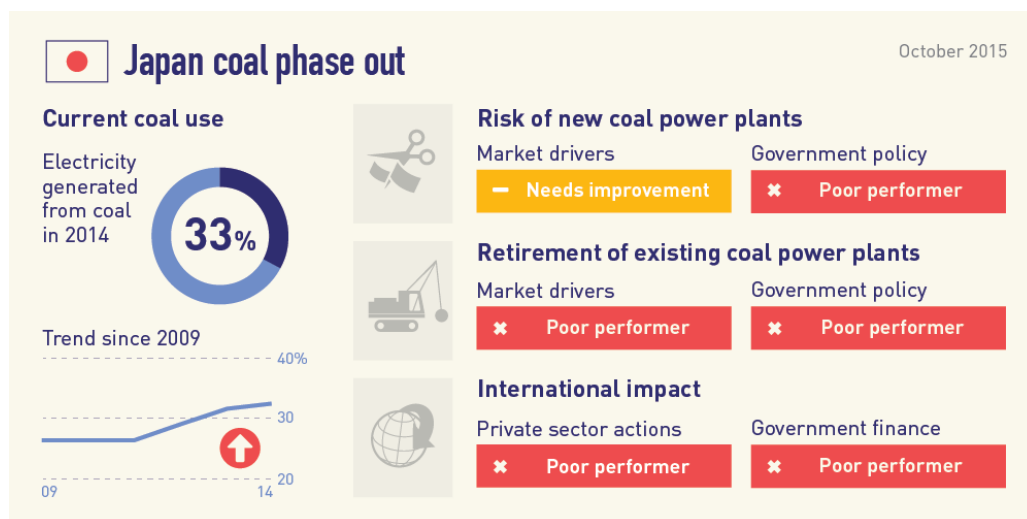 Japan coal phase out
October 2015
Current coal use
Electricity
generated
from coal
in 2014
33%
Trend since 2009
40%
30
20
09
14
Risk of new coal power plants
Market drivers
Needs improvement
Government policy
Poor performer
Retirement of existing coal power plants
Market drivers
Poor performer
Government policy
Poor performer
International impact
Private sector actions
Poor performer
Government finance
Poor performer